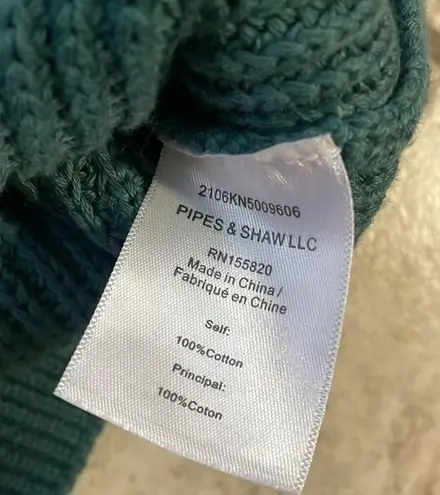 2106KN5009606
PIPES & SHAW LLC
RN155820
Made in China /
Fabriqué en Chine
Self:
100%Cotton
Principal:
100%Coton